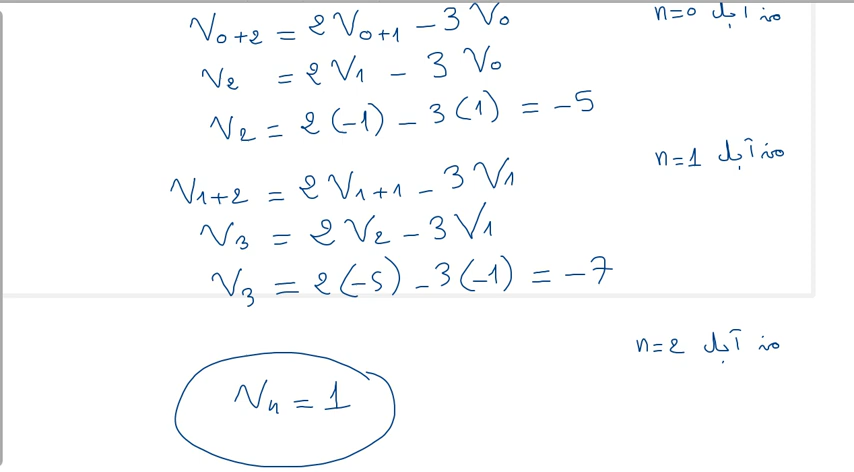 من أجل n=0
V0+2 = 2V0+1 - 3V0
V2 = 2V1 - 3V0
V2 = 2(-1) - 3(1) = -5
من أجل n=1
V1+2 = 2V1+1 - 3V1
V3 = 2V2 - 3V1
V3 = 2(-5) - 3(-1) = -7
من أجل n=2
V4 = 1